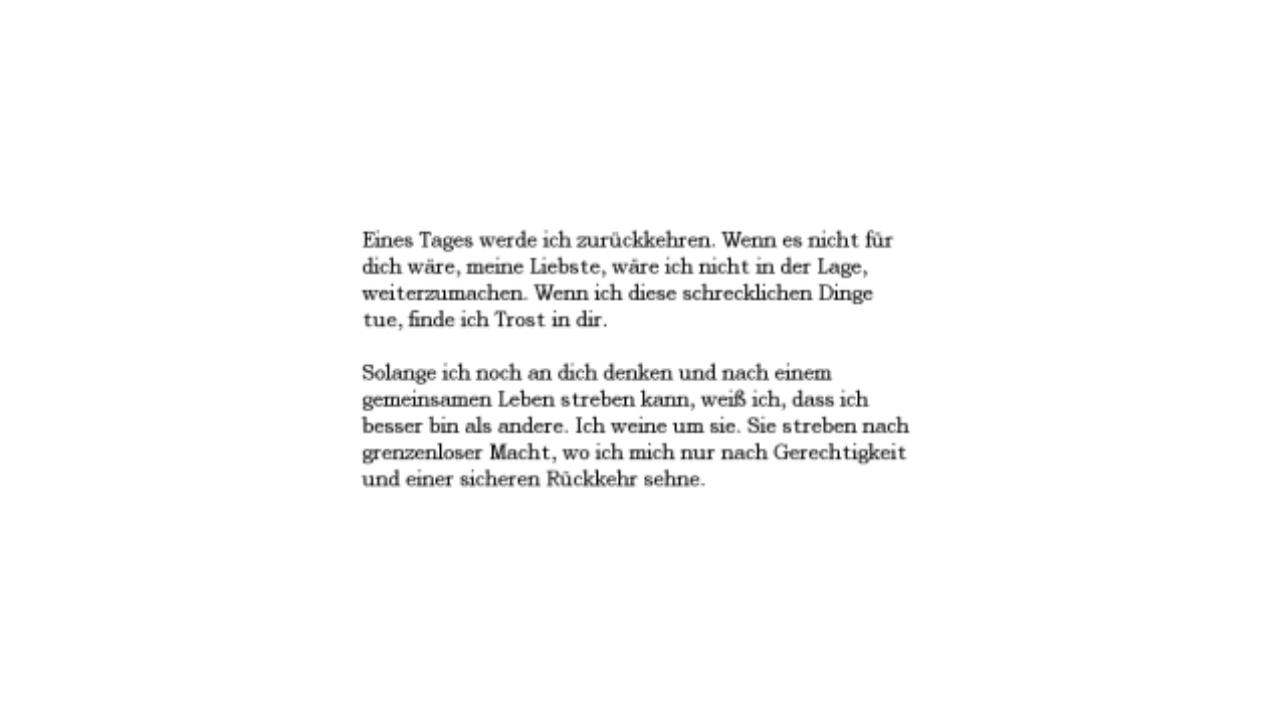 Eines Tages werde ich zurückkehren. Wenn es nicht für
dich wäre, meine Liebste, wäre ich nicht in der Lage,
weiterzumachen. Wenn ich diese schrecklichen Dinge
tue, finde ich Trost in dir.
Solange ich noch an dich denken und nach einem
gemeinsamen Leben streben kann, weiß ich, dass ich
besser bin als andere. Ich weine um sie. Sie streben nach
grenzenloser Macht, wo ich mich nur nach Gerechtigkeit
und einer sicheren Rückkehr sehne.